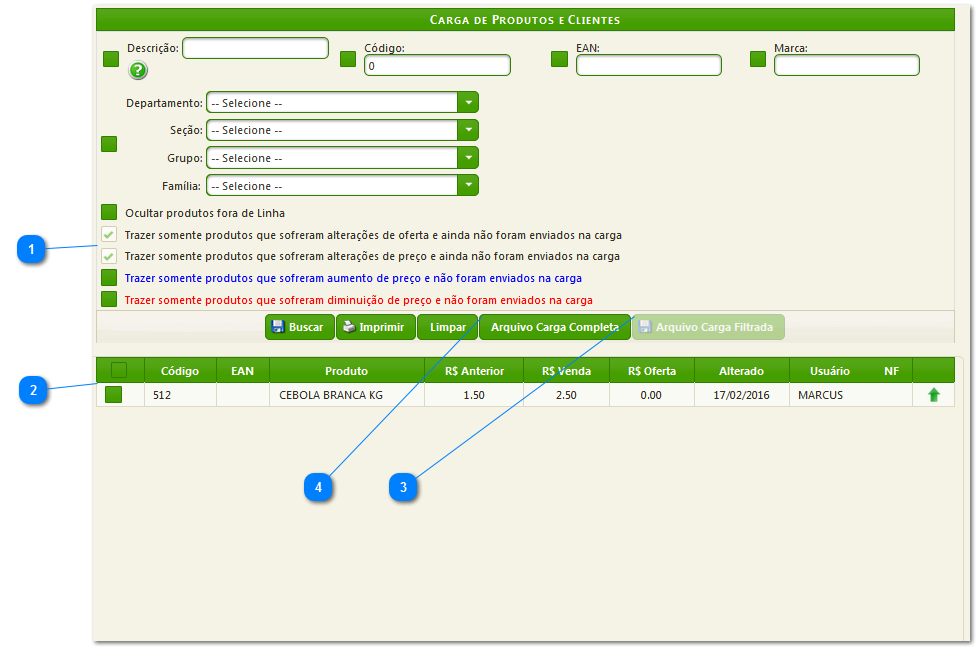 Carga de Produtos e Clientes
Descrição:
Código:
EAN:
Marca:
?
0
Departamento: -- Selecione --
Seção: -- Selecione --
Grupo: -- Selecione --
Família: -- Selecione --
Ocultar produtos fora de Linha
Trazer somente produtos que sofreram alterações de oferta e ainda não foram enviados na carga
1
Trazer somente produtos que sofreram alterações de preço e ainda não foram enviados na carga
Trazer somente produtos que sofreram aumento de preço e não foram enviados na carga
Trazer somente produtos que sofreram diminuição de preço e não foram enviados na carga
Buscar Imprimir Limpar Arquivo Carga Completa Arquivo Carga Filtrada
Código EAN Produto R$ Anterior R$ Venda R$ Oferta Alterado Usuário NF
2
512 CEBOLA BRANCA KG 1.50 2.50 0.00 17/02/2016 MARCUS
4 3